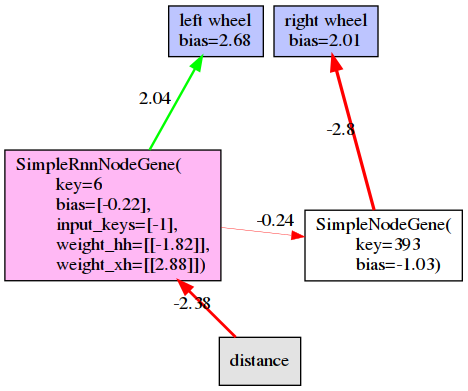 left wheel
bias=2.68
right wheel
bias=2.01
2.04
-2.8
SimpleRnnNodeGene(
key=6
bias=[-0.22],
input_keys=[-1],
weight_hh=[[-1.82]],
weight_xh=[[2.88]])
-0.24
SimpleNodeGene(
key=393
bias=-1.03)
-2.38
distance